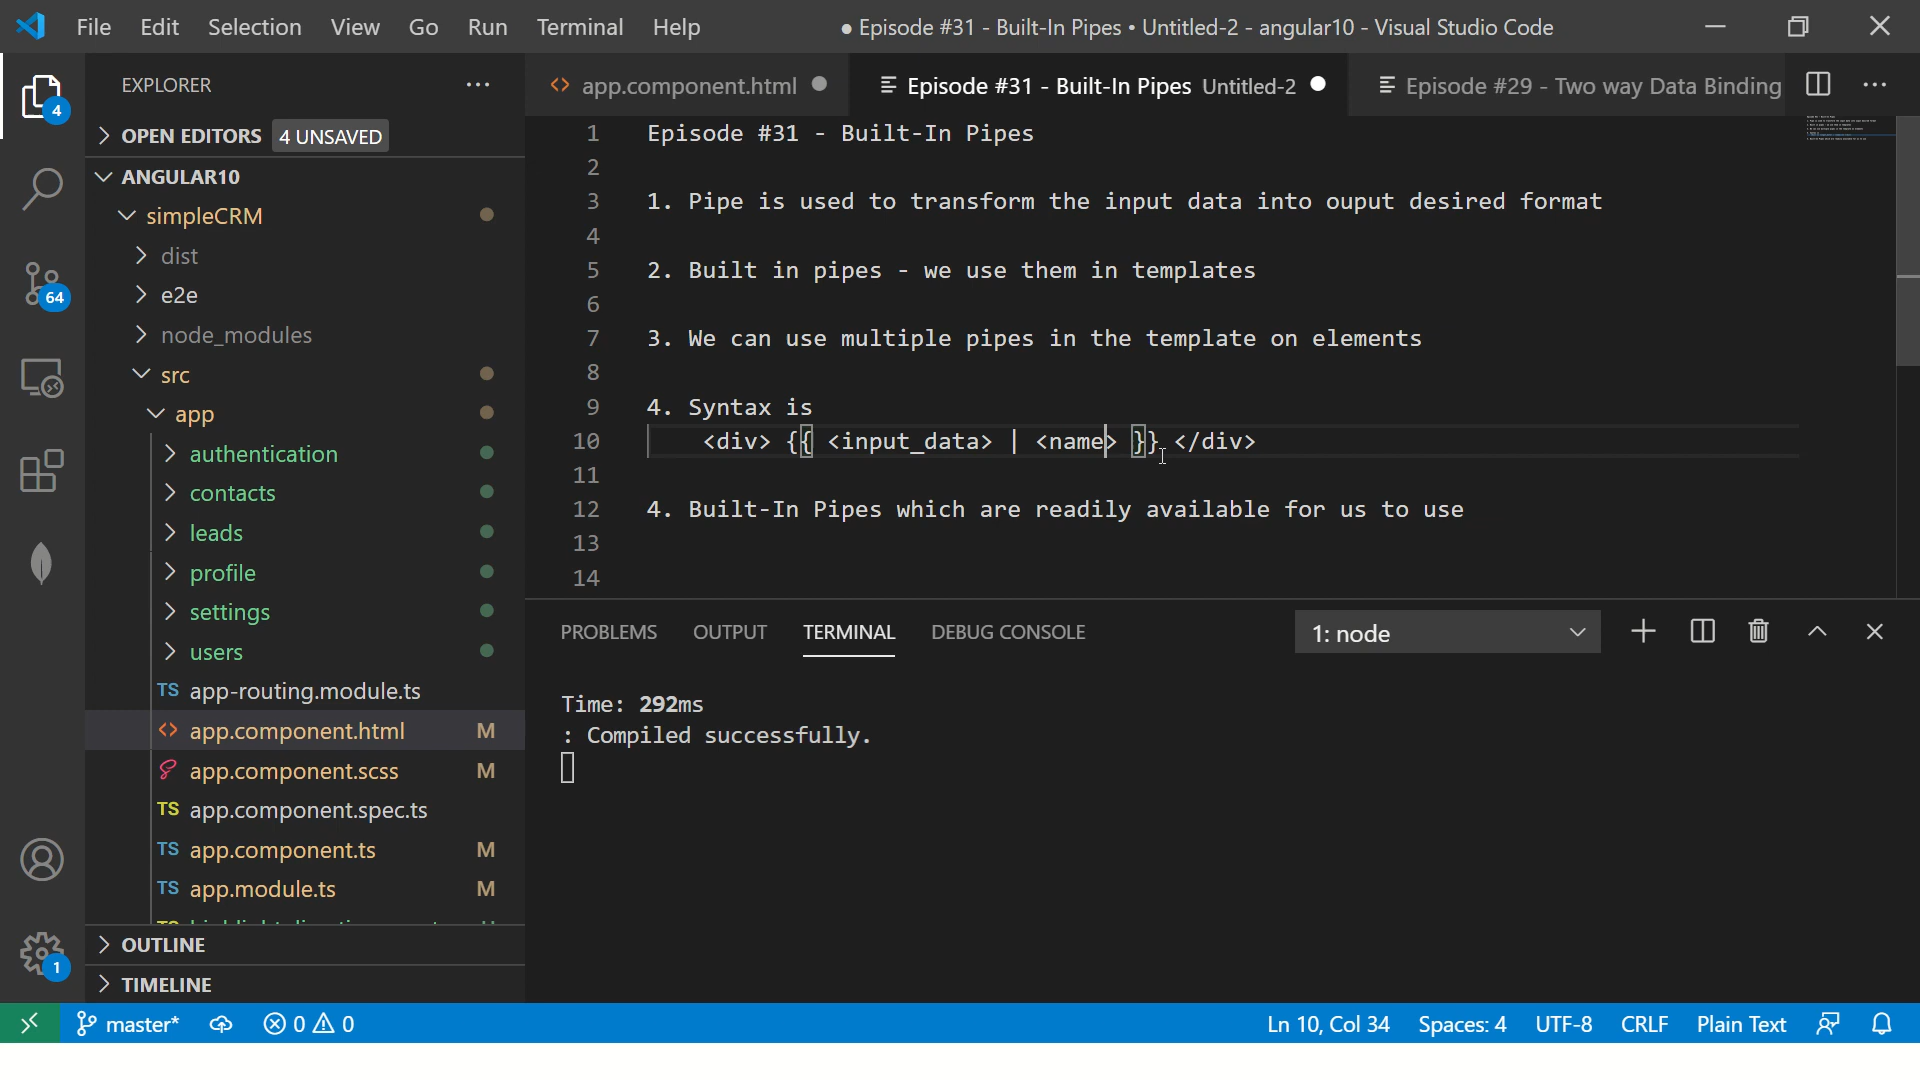 File Edit Selection View Go Run Terminal Help
● Episode #31 - Built-In Pipes • Untitled-2 - angular10 - Visual Studio Code
EXPLORER
app.component.html
Episode #31 - Built-In Pipes Untitled-2
Episode #29 - Two way Data Binding
4
OPEN EDITORS 4 UNSAVED
ANGULAR10
simpleCRM
dist
e2e
node_modules
src
app
authentication
contacts
leads
profile
settings
users
TS app-routing.module.ts
<> app.component.html M
app.component.scss M
TS app.component.spec.ts
TS app.component.ts M
TS app.module.ts M
OUTLINE
TIMELINE
64
1
1 Episode #31 - Built-In Pipes
2
3 1. Pipe is used to transform the input data into ouput desired format
4
5 2. Built in pipes - we use them in templates
6
7 3. We can use multiple pipes in the template on elements
8
9 4. Syntax is
10 <div> {{ <input_data> | <name> }} </div>
11
12 4. Built-In Pipes which are readily available for us to use
13
14
PROBLEMS OUTPUT TERMINAL DEBUG CONSOLE
1: node
Time: 292ms
: Compiled successfully.
master* 0 0
Ln 10, Col 34 Spaces: 4 UTF-8 CRLF Plain Text